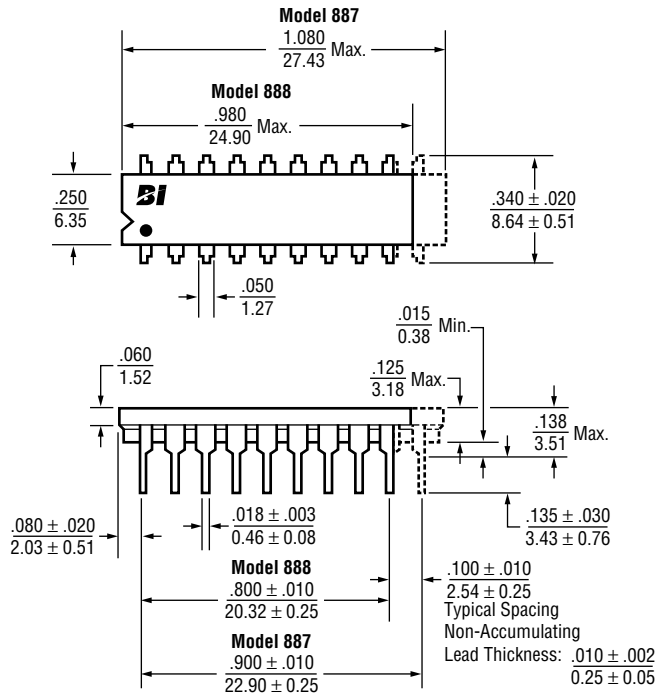 Model 887
1.080
27.43 Max.
Model 888
.980
24.90 Max.
BI
.250
6.35
.340 ± .020
8.64 ± 0.51
.050
1.27
.015
0.38 Min.
.060
1.52
.125
3.18 Max.
.138
3.51 Max.
.080 ± .020
2.03 ± 0.51
.018 ± .003
0.46 ± 0.08
.135 ± .030
3.43 ± 0.76
Model 888
.800 ± .010
20.32 ± 0.25
.100 ± .010
2.54 ± 0.25
Typical Spacing
Non-Accumulating
Lead Thickness: .010 ± .002
0.25 ± 0.05
Model 887
.900 ± .010
22.90 ± 0.25